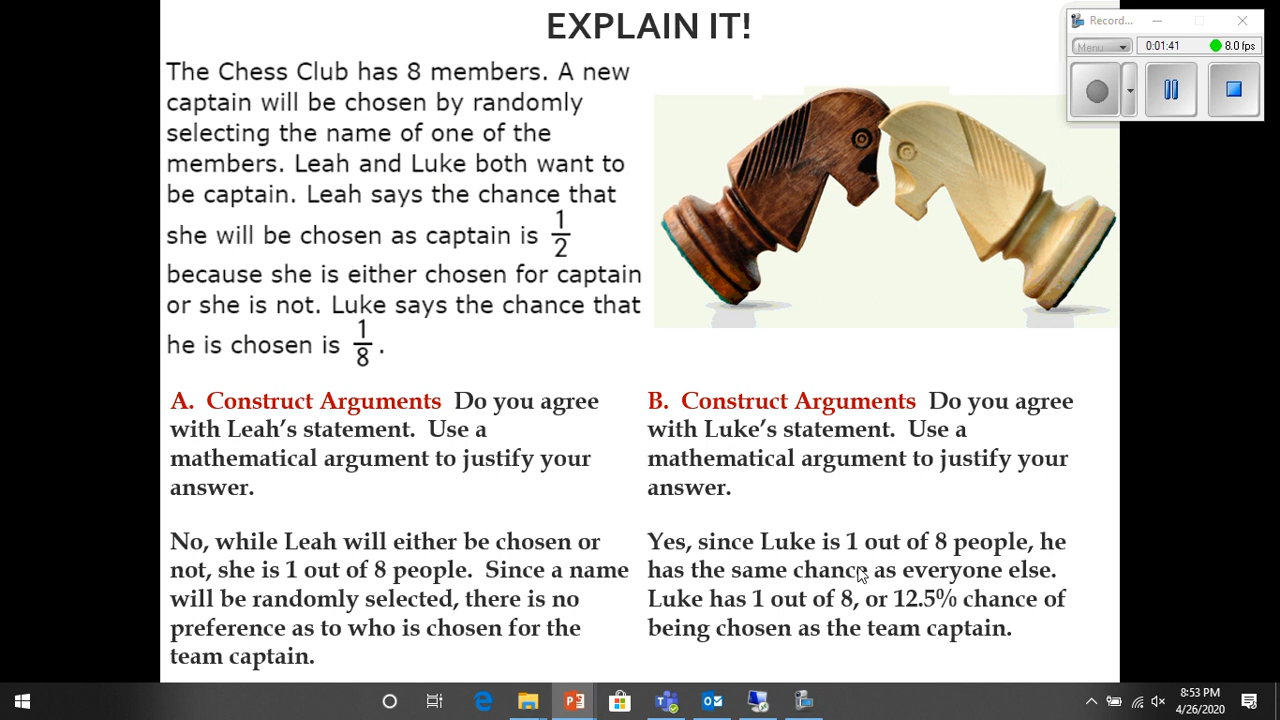 EXPLAIN IT!
Record...
Menu
0:01:41
8.0 fps
The Chess Club has 8 members. A new
captain will be chosen by randomly
selecting the name of one of the
members. Leah and Luke both want to
be captain. Leah says the chance that
she will be chosen as captain is 1/2
because she is either chosen for captain
or she is not. Luke says the chance that
he is chosen is 1/8.
A. Construct Arguments Do you agree
with Leah’s statement. Use a
mathematical argument to justify your
answer.
No, while Leah will either be chosen or
not, she is 1 out of 8 people. Since a name
will be randomly selected, there is no
preference as to who is chosen for the
team captain.
B. Construct Arguments Do you agree
with Luke’s statement. Use a
mathematical argument to justify your
answer.
Yes, since Luke is 1 out of 8 people, he
has the same chance as everyone else.
Luke has 1 out of 8, or 12.5% chance of
being chosen as the team captain.
8:53 PM
4/26/2020